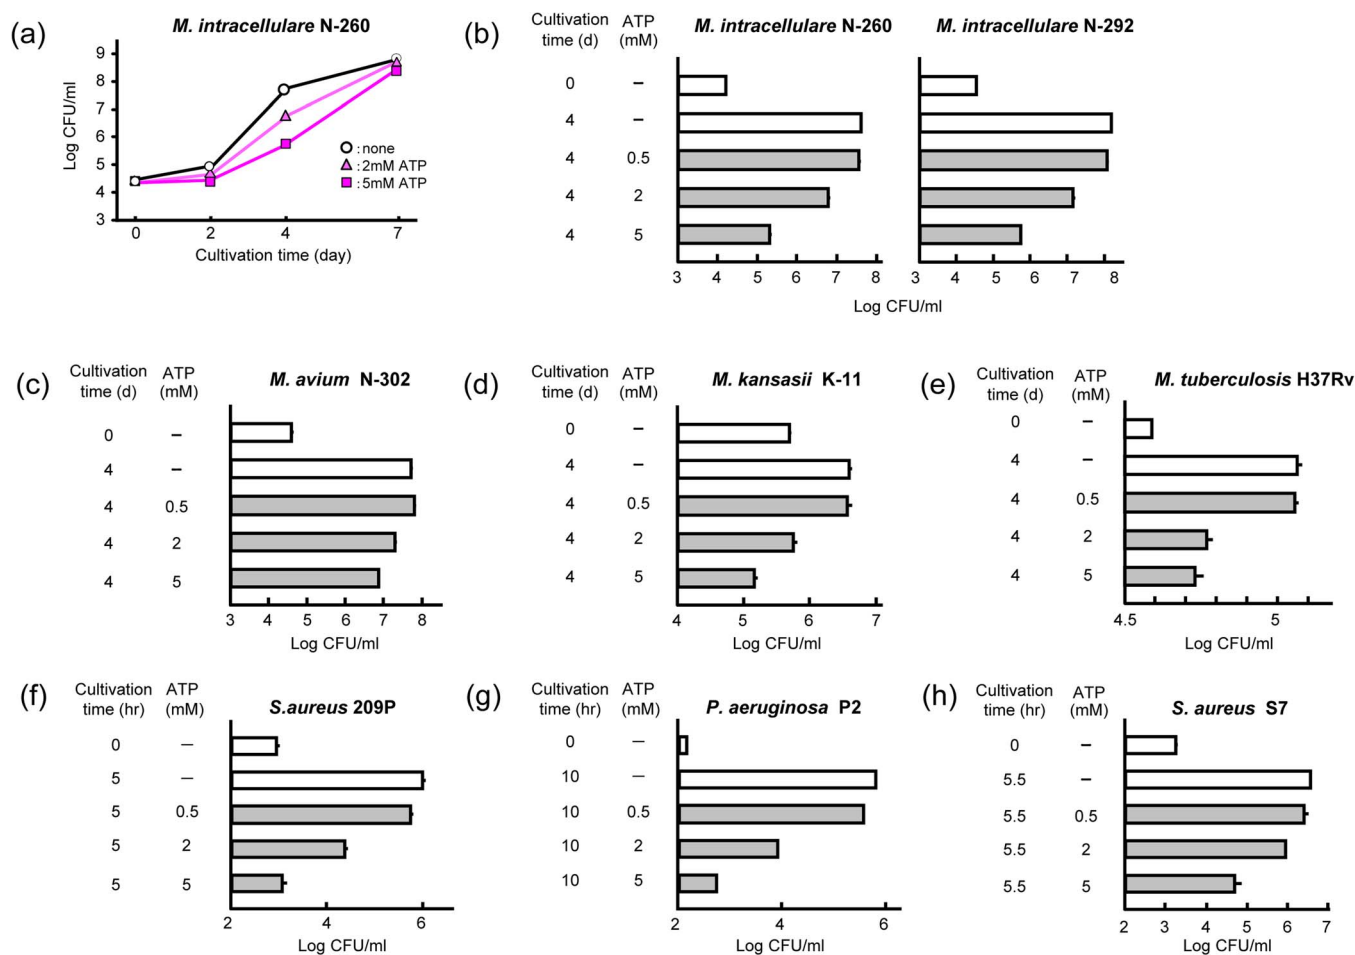 (a)
M. intracellulare N-260
Log CFU/ml
9
8
7
6
5
4
3
0 2 4 7
Cultivation time (day)
: none
: 2mM ATP
: 5mM ATP
(b)
Cultivation time (d)
ATP (mM)
M. intracellulare N-260
M. intracellulare N-292
0 –
4 –
4 0.5
4 2
4 5
3 4 5 6 7 8
3 4 5 6 7 8
Log CFU/ml
(c)
Cultivation time (d)
ATP (mM)
M. avium N-302
0 –
4 –
4 0.5
4 2
4 5
3 4 5 6 7 8
Log CFU/ml
(d)
Cultivation time (d)
ATP (mM)
M. kansasii K-11
0 –
4 –
4 0.5
4 2
4 5
4 5 6 7
Log CFU/ml
(e)
Cultivation time (d)
ATP (mM)
M. tuberculosis H37Rv
0 –
4 –
4 0.5
4 2
4 5
4.5 5
Log CFU/ml
(f)
Cultivation time (hr)
ATP (mM)
S.aureus 209P
0 —
5 —
5 0.5
5 2
5 5
2 4 6
Log CFU/ml
(g)
Cultivation time (hr)
ATP (mM)
P. aeruginosa P2
0 —
10 —
10 0.5
10 2
10 5
2 4 6
Log CFU/ml
(h)
Cultivation time (hr)
ATP (mM)
S. aureus S7
0 –
5.5 –
5.5 0.5
5.5 2
5.5 5
2 3 4 5 6 7
Log CFU/ml